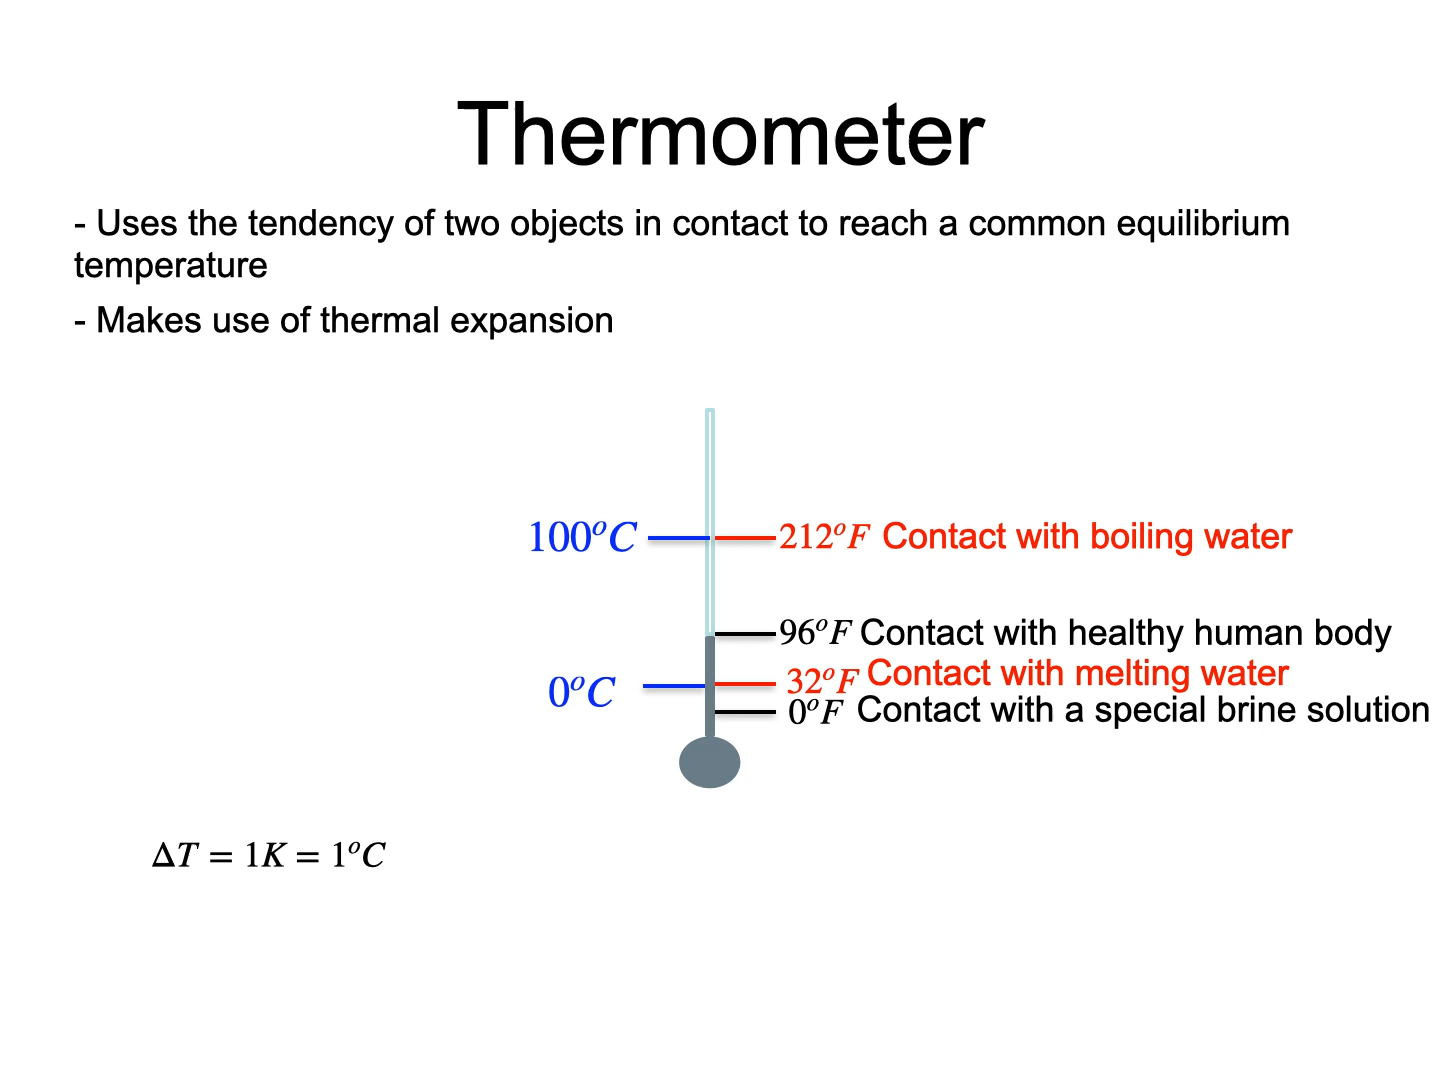 Thermometer
- Uses the tendency of two objects in contact to reach a common equilibrium
temperature
- Makes use of thermal expansion
100°C 212°F Contact with boiling water
96°F Contact with healthy human body
0°C 32°F Contact with melting water
0°F Contact with a special brine solution
ΔT = 1K = 1°C